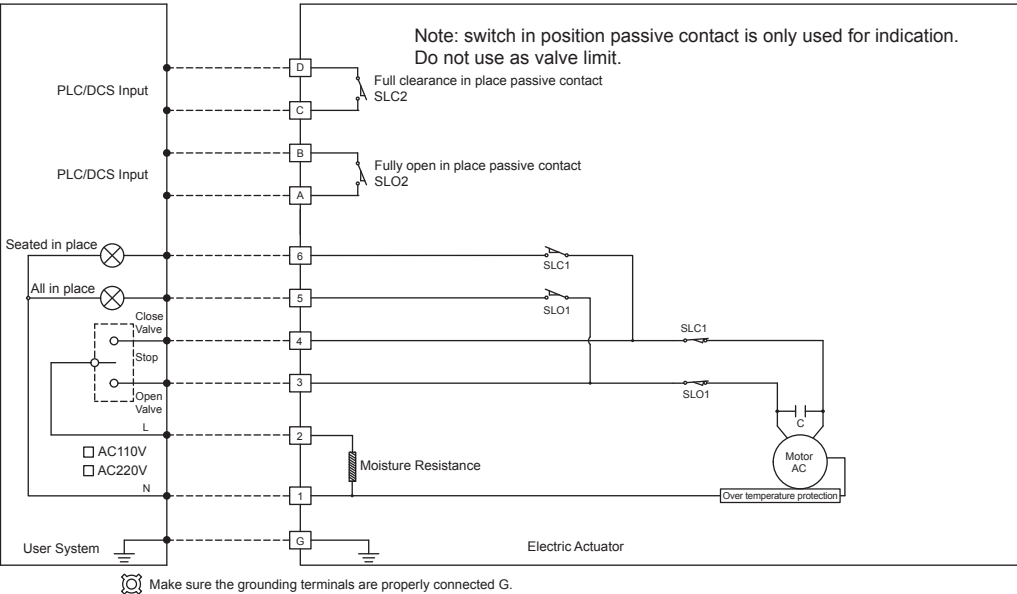 Note: switch in position passive contact is only used for indication.
Do not use as valve limit.
D
Full clearance in place passive contact
PLC/DCS Input
SLC2
C
B
Fully open in place passive contact
PLC/DCS Input
SLO2
A
Seated in place
6
SLC1
All in place
5
SLO1
Close
Valve
4
SLC1
Stop
3
SLO1
Open
Valve
C
L
2
AC110V
Moisture Resistance
Motor
AC
AC220V
N
1
Over temperature protection
G
User System
Electric Actuator
Make sure the grounding terminals are properly connected G.